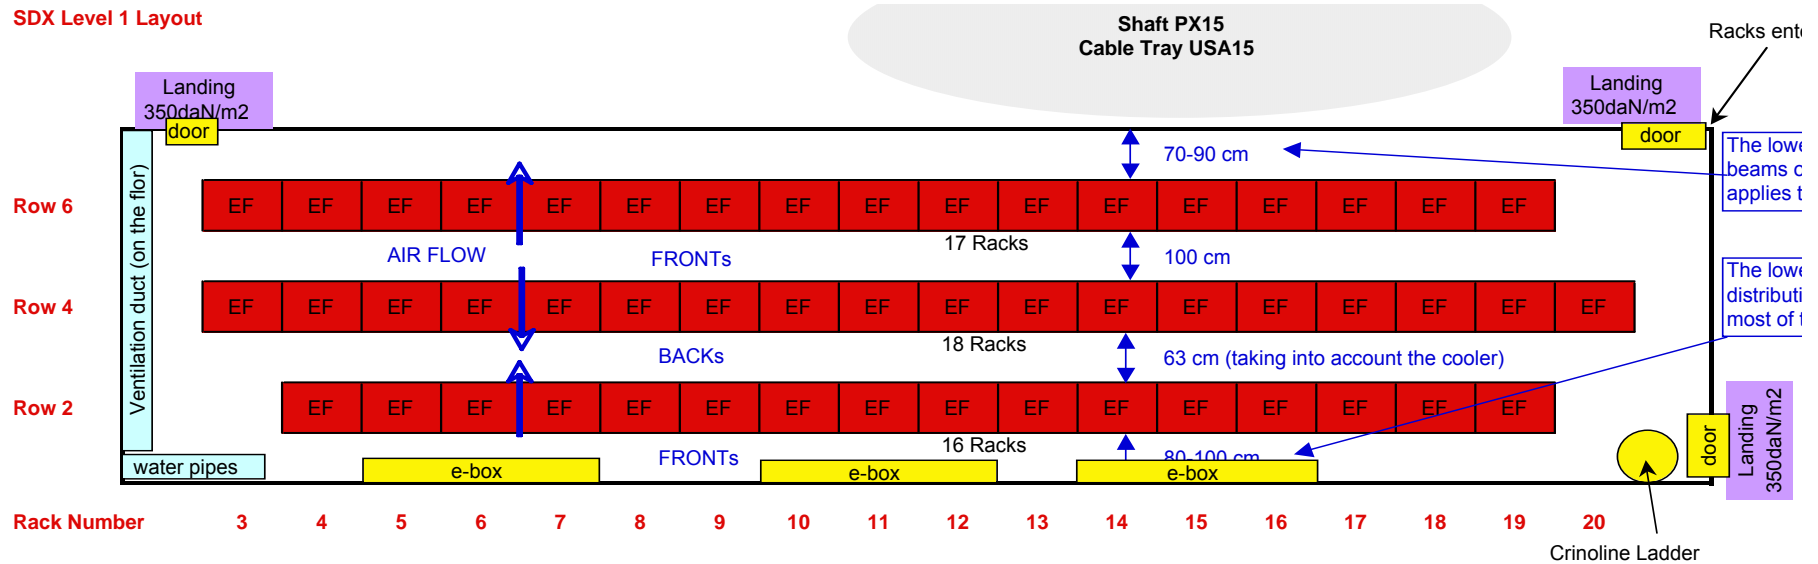 SDX Level 1 Layout
Shaft PX15
Cable Tray USA15
Racks
Landing
350daN/m2
door
Landing
350daN/m2
door
The
beams
applies
70-90 cm
Ventilation duct (on the flor)
Row 6
EF EF EF EF EF EF EF EF EF EF EF EF EF EF EF EF EF
17 Racks
AIR FLOW
FRONTs
100 cm
The
most of
Row 4
EF EF EF EF EF EF EF EF EF EF EF EF EF EF EF EF EF EF
18 Racks
BACKs
63 cm (taking into account the cooler)
Row 2
EF EF EF EF EF EF EF EF EF EF EF EF EF EF EF EF
16 Racks
FRONTs
80-100 cm
water pipes
e-box
e-box
e-box
door
Landing
350daN/m2
Rack Number 3 4 5 6 7 8 9 10 11 12 13 14 15 16 17 18 19 20
Crinoline Ladder